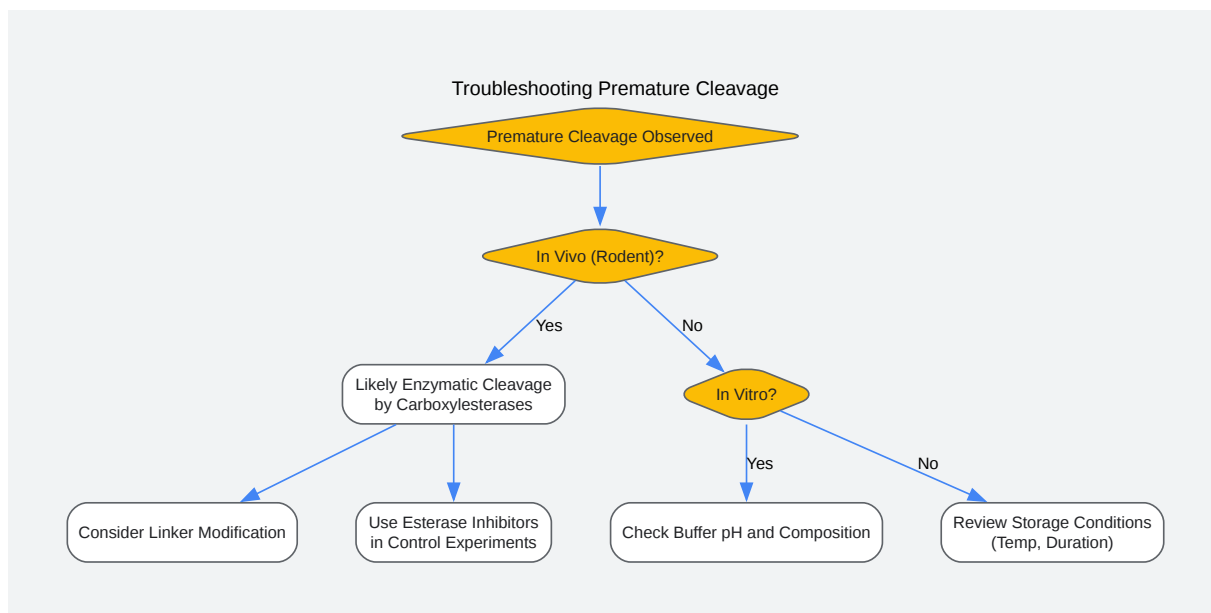 Troubleshooting Premature Cleavage
Premature Cleavage Observed
In Vivo (Rodent)?
Yes
No
Likely Enzymatic Cleavage
by Carboxylesterases
In Vitro?
Yes
No
Consider Linker Modification
Use Esterase Inhibitors
in Control Experiments
Check Buffer pH and Composition
Review Storage Conditions
(Temp, Duration)